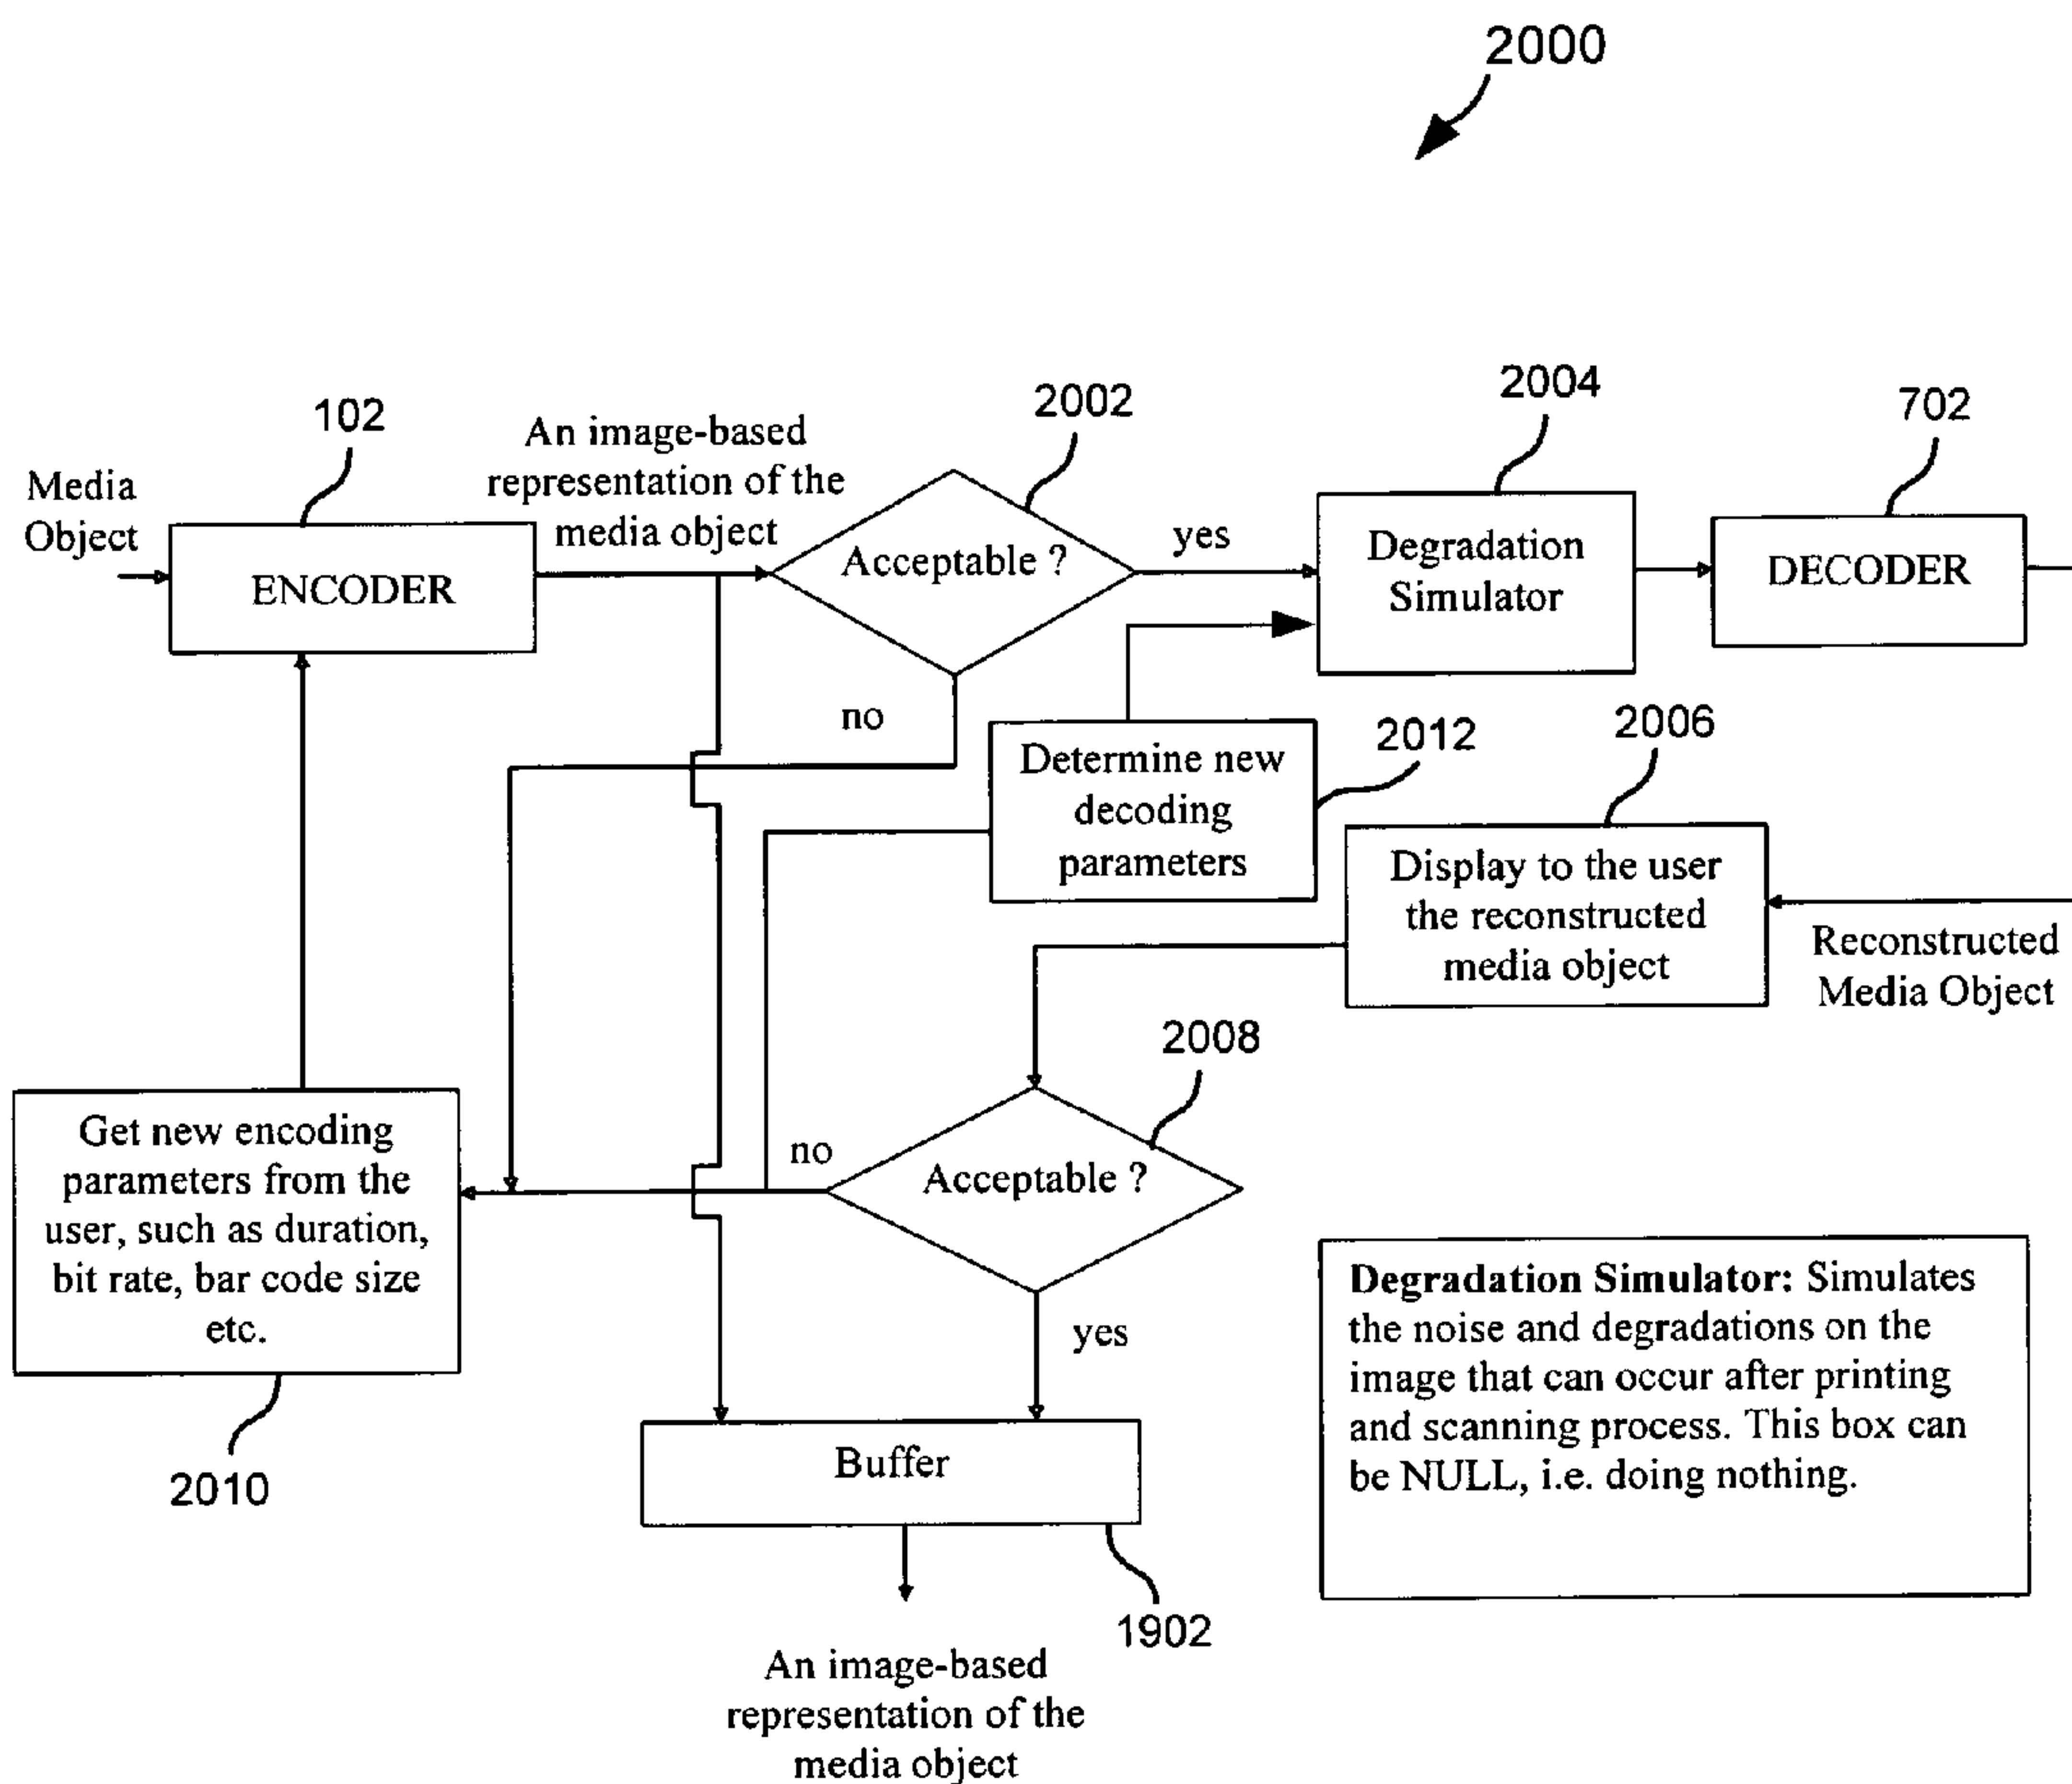 2000
2004
2002
702
102
An image-based
representation of the
media object
Media
Object
ENCODER
Acceptable ?
yes
Degradation
Simulator
DECODER
no
2012
2006
Determine new
decoding
parameters
Display to the user
the reconstructed
media object
Reconstructed
Media Object
2008
Get new encoding
parameters from the
user, such as duration,
bit rate, bar code size
etc.
no
Acceptable ?
yes
2010
Degradation Simulator: Simulates
the noise and degradations on the
image that can occur after printing
and scanning process. This box can
be NULL, i.e. doing nothing.
Buffer
1902
An image-based
representation of the
media object